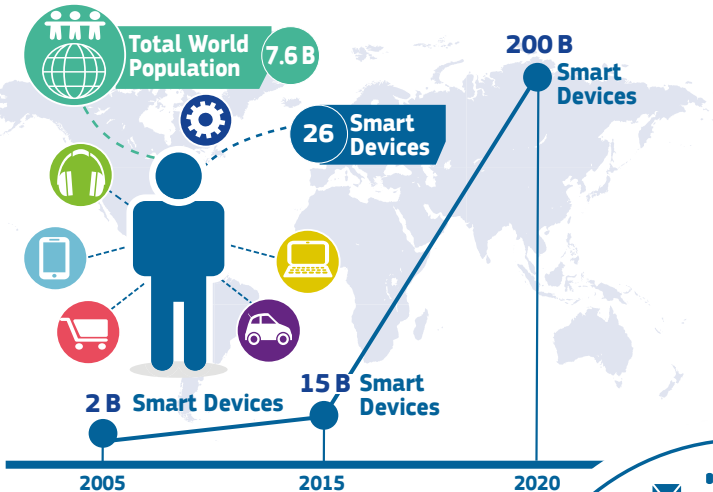 Total World
Population
7.6 B
26
Smart
Devices
200 B
Smart
Devices
2 B Smart Devices
15 B Smart
Devices
2005
2015
2020